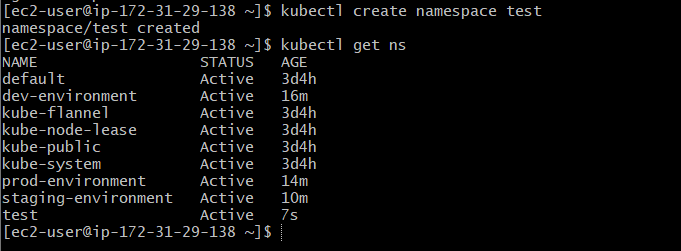 [ec2-user@ip-172-31-29-138 ~]$ kubectl create namespace test
namespace/test created
[ec2-user@ip-172-31-29-138 ~]$ kubectl get ns
NAME                  STATUS   AGE
default               Active   3d4h
dev-environment       Active   16m
kube-flannel          Active   3d4h
kube-node-lease       Active   3d4h
kube-public           Active   3d4h
kube-system           Active   3d4h
prod-environment      Active   14m
staging-environment   Active   10m
test                  Active   7s
[ec2-user@ip-172-31-29-138 ~]$